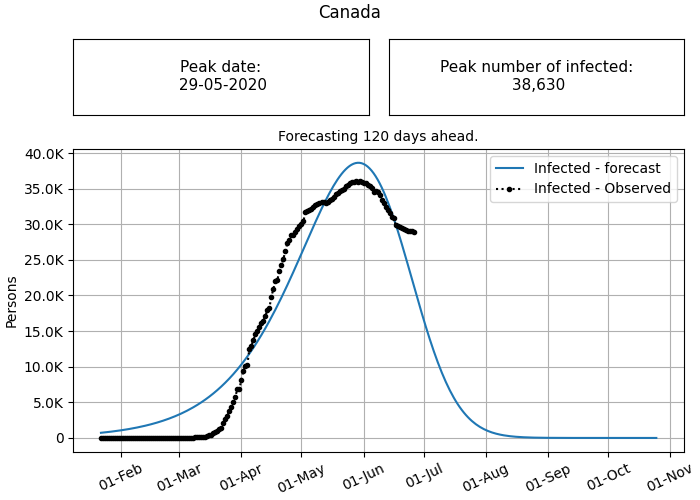 Canada
Peak date:
29-05-2020
Peak number of infected:
38,630
Forecasting 120 days ahead.
Infected - forecast
Infected - Observed
Persons
40.0K
35.0K
30.0K
25.0K
20.0K
15.0K
10.0K
5.0K
0
01-Feb
01-Mar
01-Apr
01-May
01-Jun
01-Jul
01-Aug
01-Sep
01-Oct
01-Nov